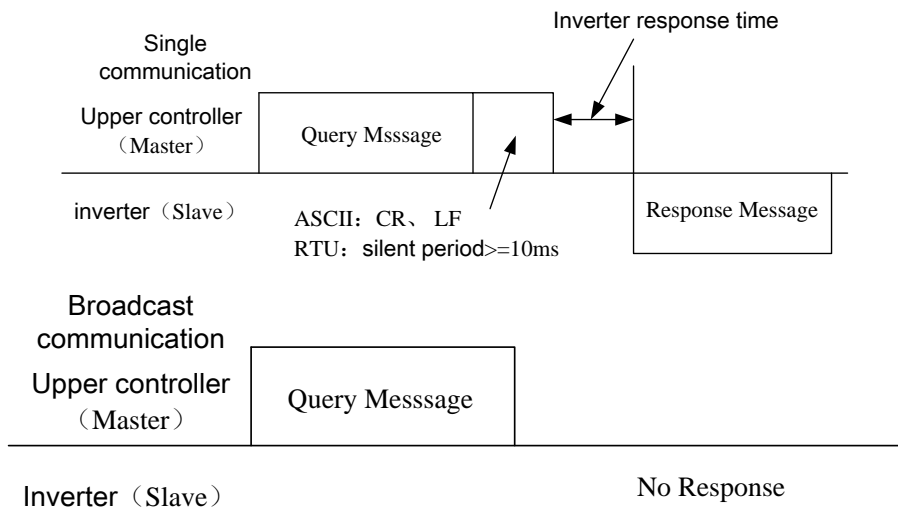 Inverter response time
Single
communication
Upper controller
（Master）
Query Msssage
inverter（Slave）
ASCII：CR、LF
RTU：silent period>=10ms
Response Message
Broadcast
communication
Upper controller
（Master）
Query Messsage
Inverter（Slave）
No Response